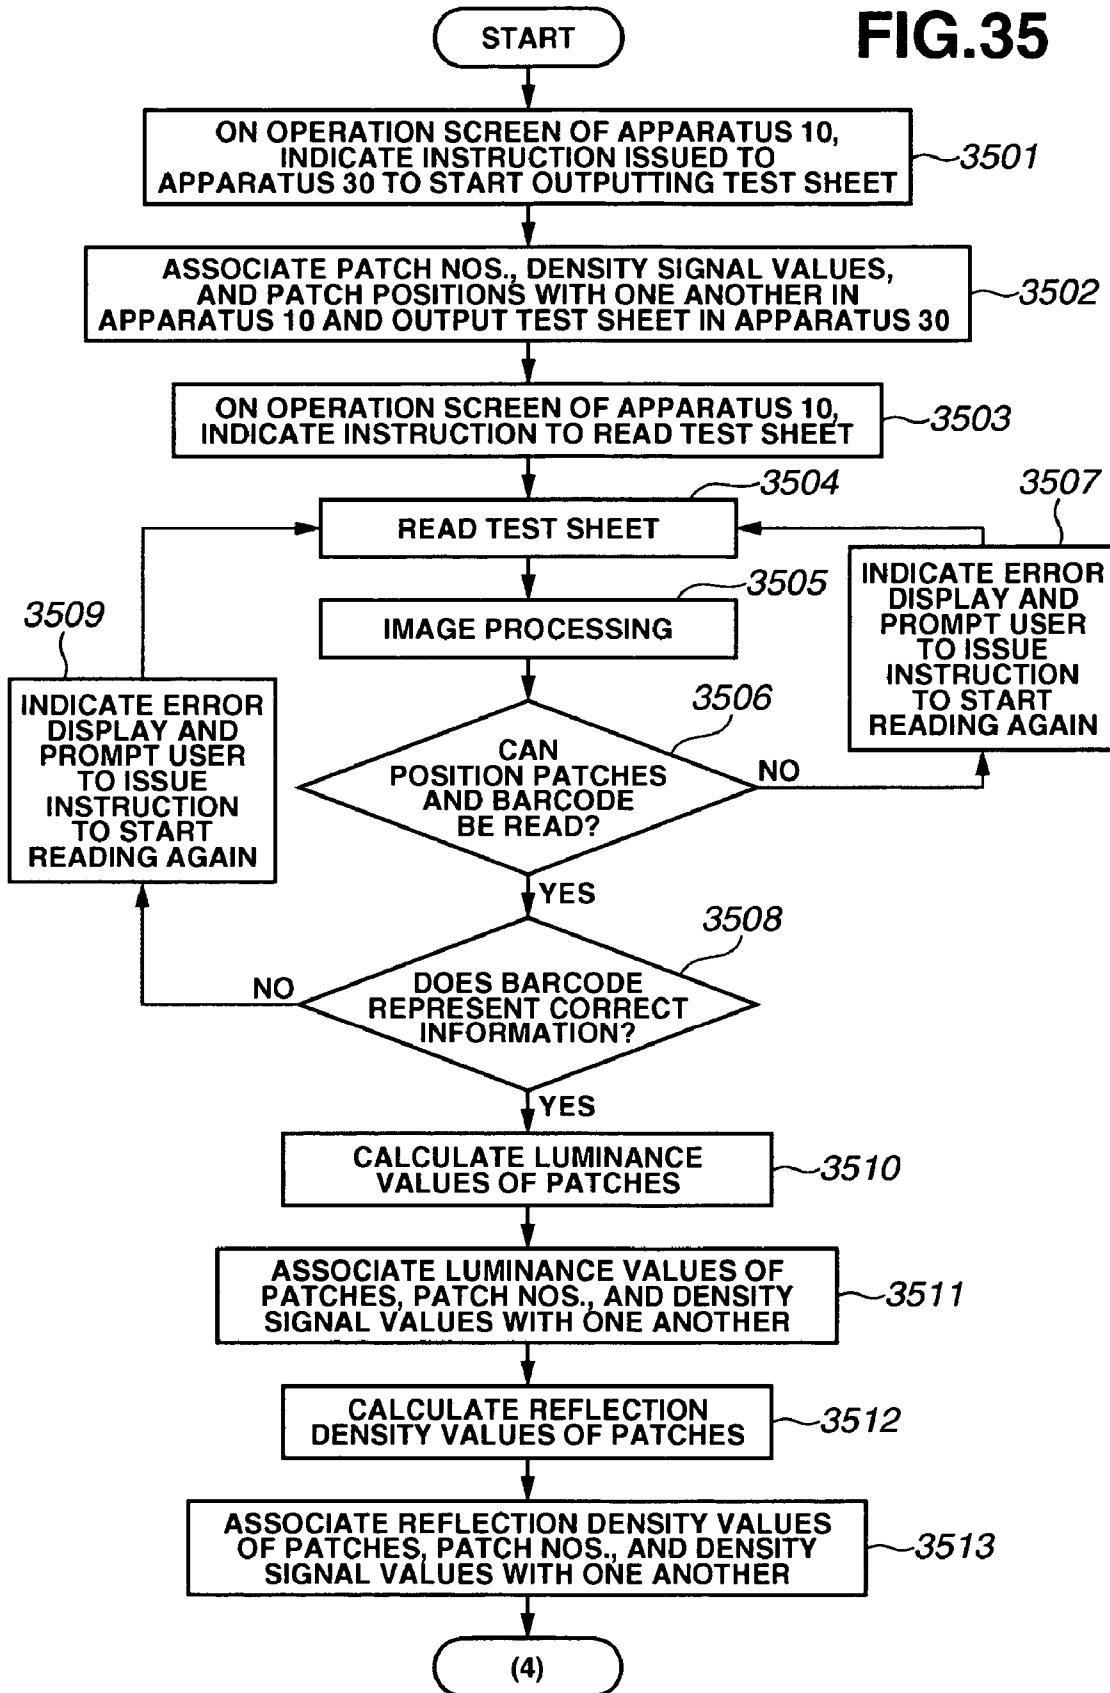 FIG.35
START
ON OPERATION SCREEN OF APPARATUS 10,
INDICATE INSTRUCTION ISSUED TO
APPARATUS 30 TO START OUTPUTTING TEST SHEET
3501
ASSOCIATE PATCH NOS., DENSITY SIGNAL VALUES,
AND PATCH POSITIONS WITH ONE ANOTHER IN
APPARATUS 10 AND OUTPUT TEST SHEET IN APPARATUS 30
3502
ON OPERATION SCREEN OF APPARATUS 10,
INDICATE INSTRUCTION TO READ TEST SHEET
3503
READ TEST SHEET
3504
IMAGE PROCESSING
3505
CAN
POSITION PATCHES
AND BARCODE
BE READ?
3506
NO
3507
INDICATE ERROR
DISPLAY AND
PROMPT USER
TO ISSUE
INSTRUCTION
TO START
READING AGAIN
YES
DOES BARCODE
REPRESENT CORRECT
INFORMATION?
3508
NO
3509
INDICATE ERROR
DISPLAY AND
PROMPT USER
TO ISSUE
INSTRUCTION
TO START
READING AGAIN
YES
CALCULATE LUMINANCE
VALUES OF PATCHES
3510
ASSOCIATE LUMINANCE VALUES OF
PATCHES, PATCH NOS., AND DENSITY
SIGNAL VALUES WITH ONE ANOTHER
3511
CALCULATE REFLECTION
DENSITY VALUES OF PATCHES
3512
ASSOCIATE REFLECTION DENSITY VALUES
OF PATCHES, PATCH NOS., AND DENSITY
SIGNAL VALUES WITH ONE ANOTHER
3513
(4)